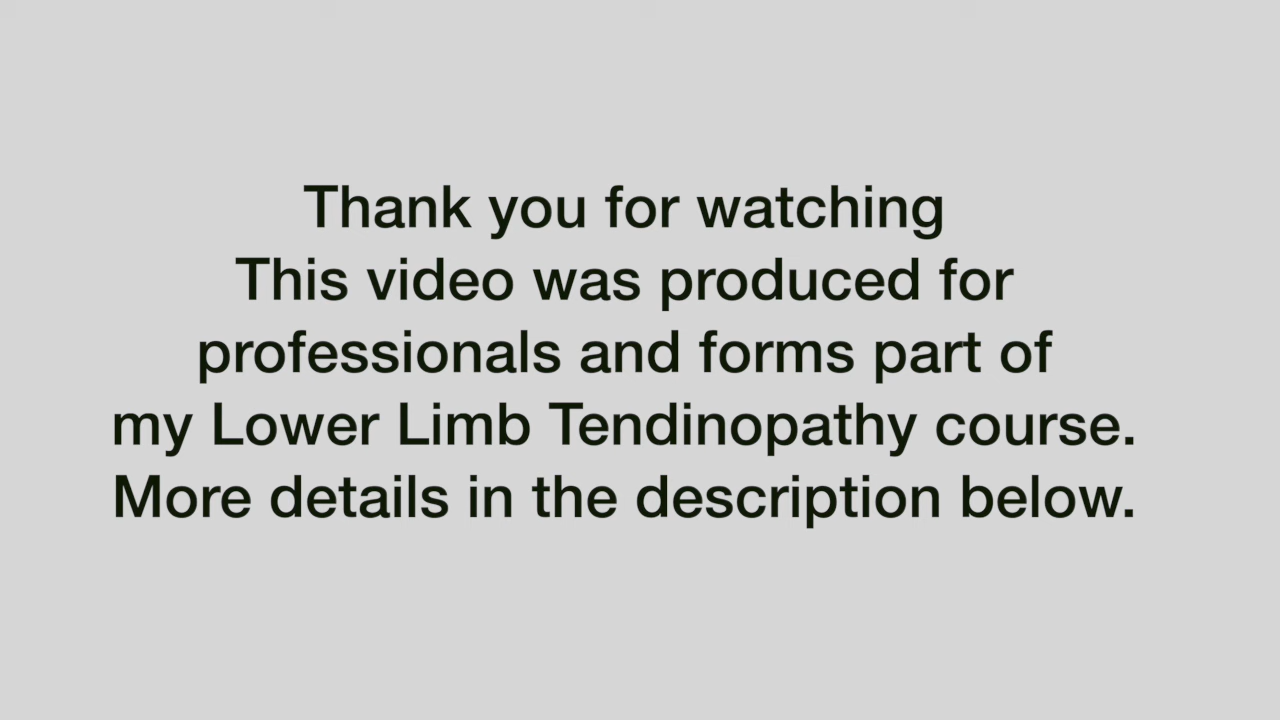 Thank you for watching
This video was produced for
professionals and forms part of
my Lower Limb Tendinopathy course.
More details in the description below.